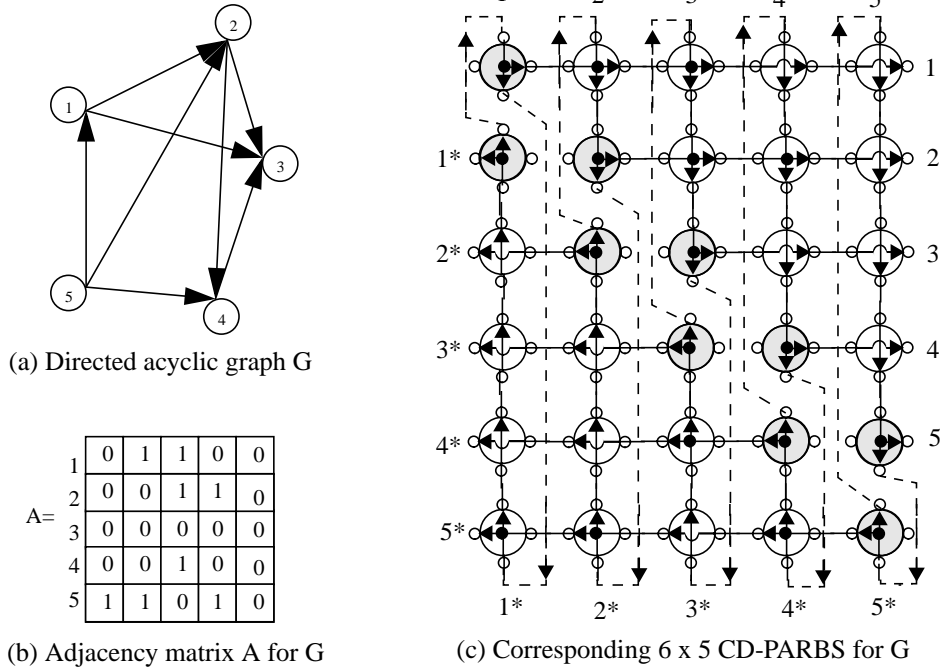 2
1
3
5
4
(a) Directed acyclic graph G
A=
1 0 1 1 0 0
2 0 0 1 1 0
3 0 0 0 0 0
4 0 0 1 0 0
5 1 1 0 1 0
(b) Adjacency matrix A for G
2 3 4 5
1
1* 2
2* 3
3* 4
4* 5
5*
1* 2* 3* 4* 5*
(c) Corresponding 6 x 5 CD-PARBS for G